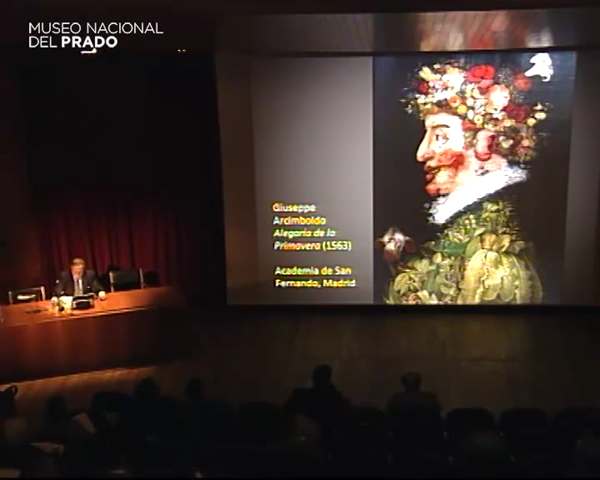 MUSEO NACIONAL
DEL PRADO
Giuseppe
Arcimboldo
Alegoría de la
Primavera (1563)
Academia de San
Fernando, Madrid